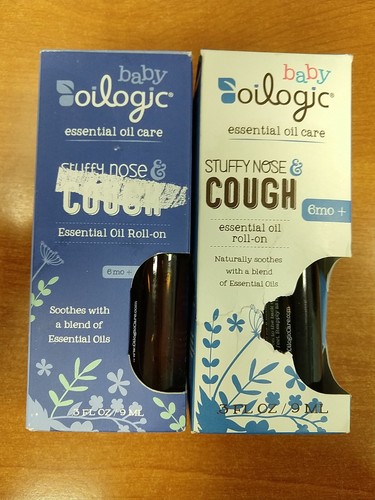 baby
oilogic®
essential oil care
stuffy nose &
COUGH
Essential Oil Roll-on
6mo +
Soothes with
a blend of
Essential Oils
.3 FL OZ / 9 ML
baby
oilogic®
essential oil care
STUFFY NOSE &
COUGH
6mo +
essential oil
roll-on
Naturally soothes
with a blend
of Essential Oils
.3 FL OZ / 9 ML